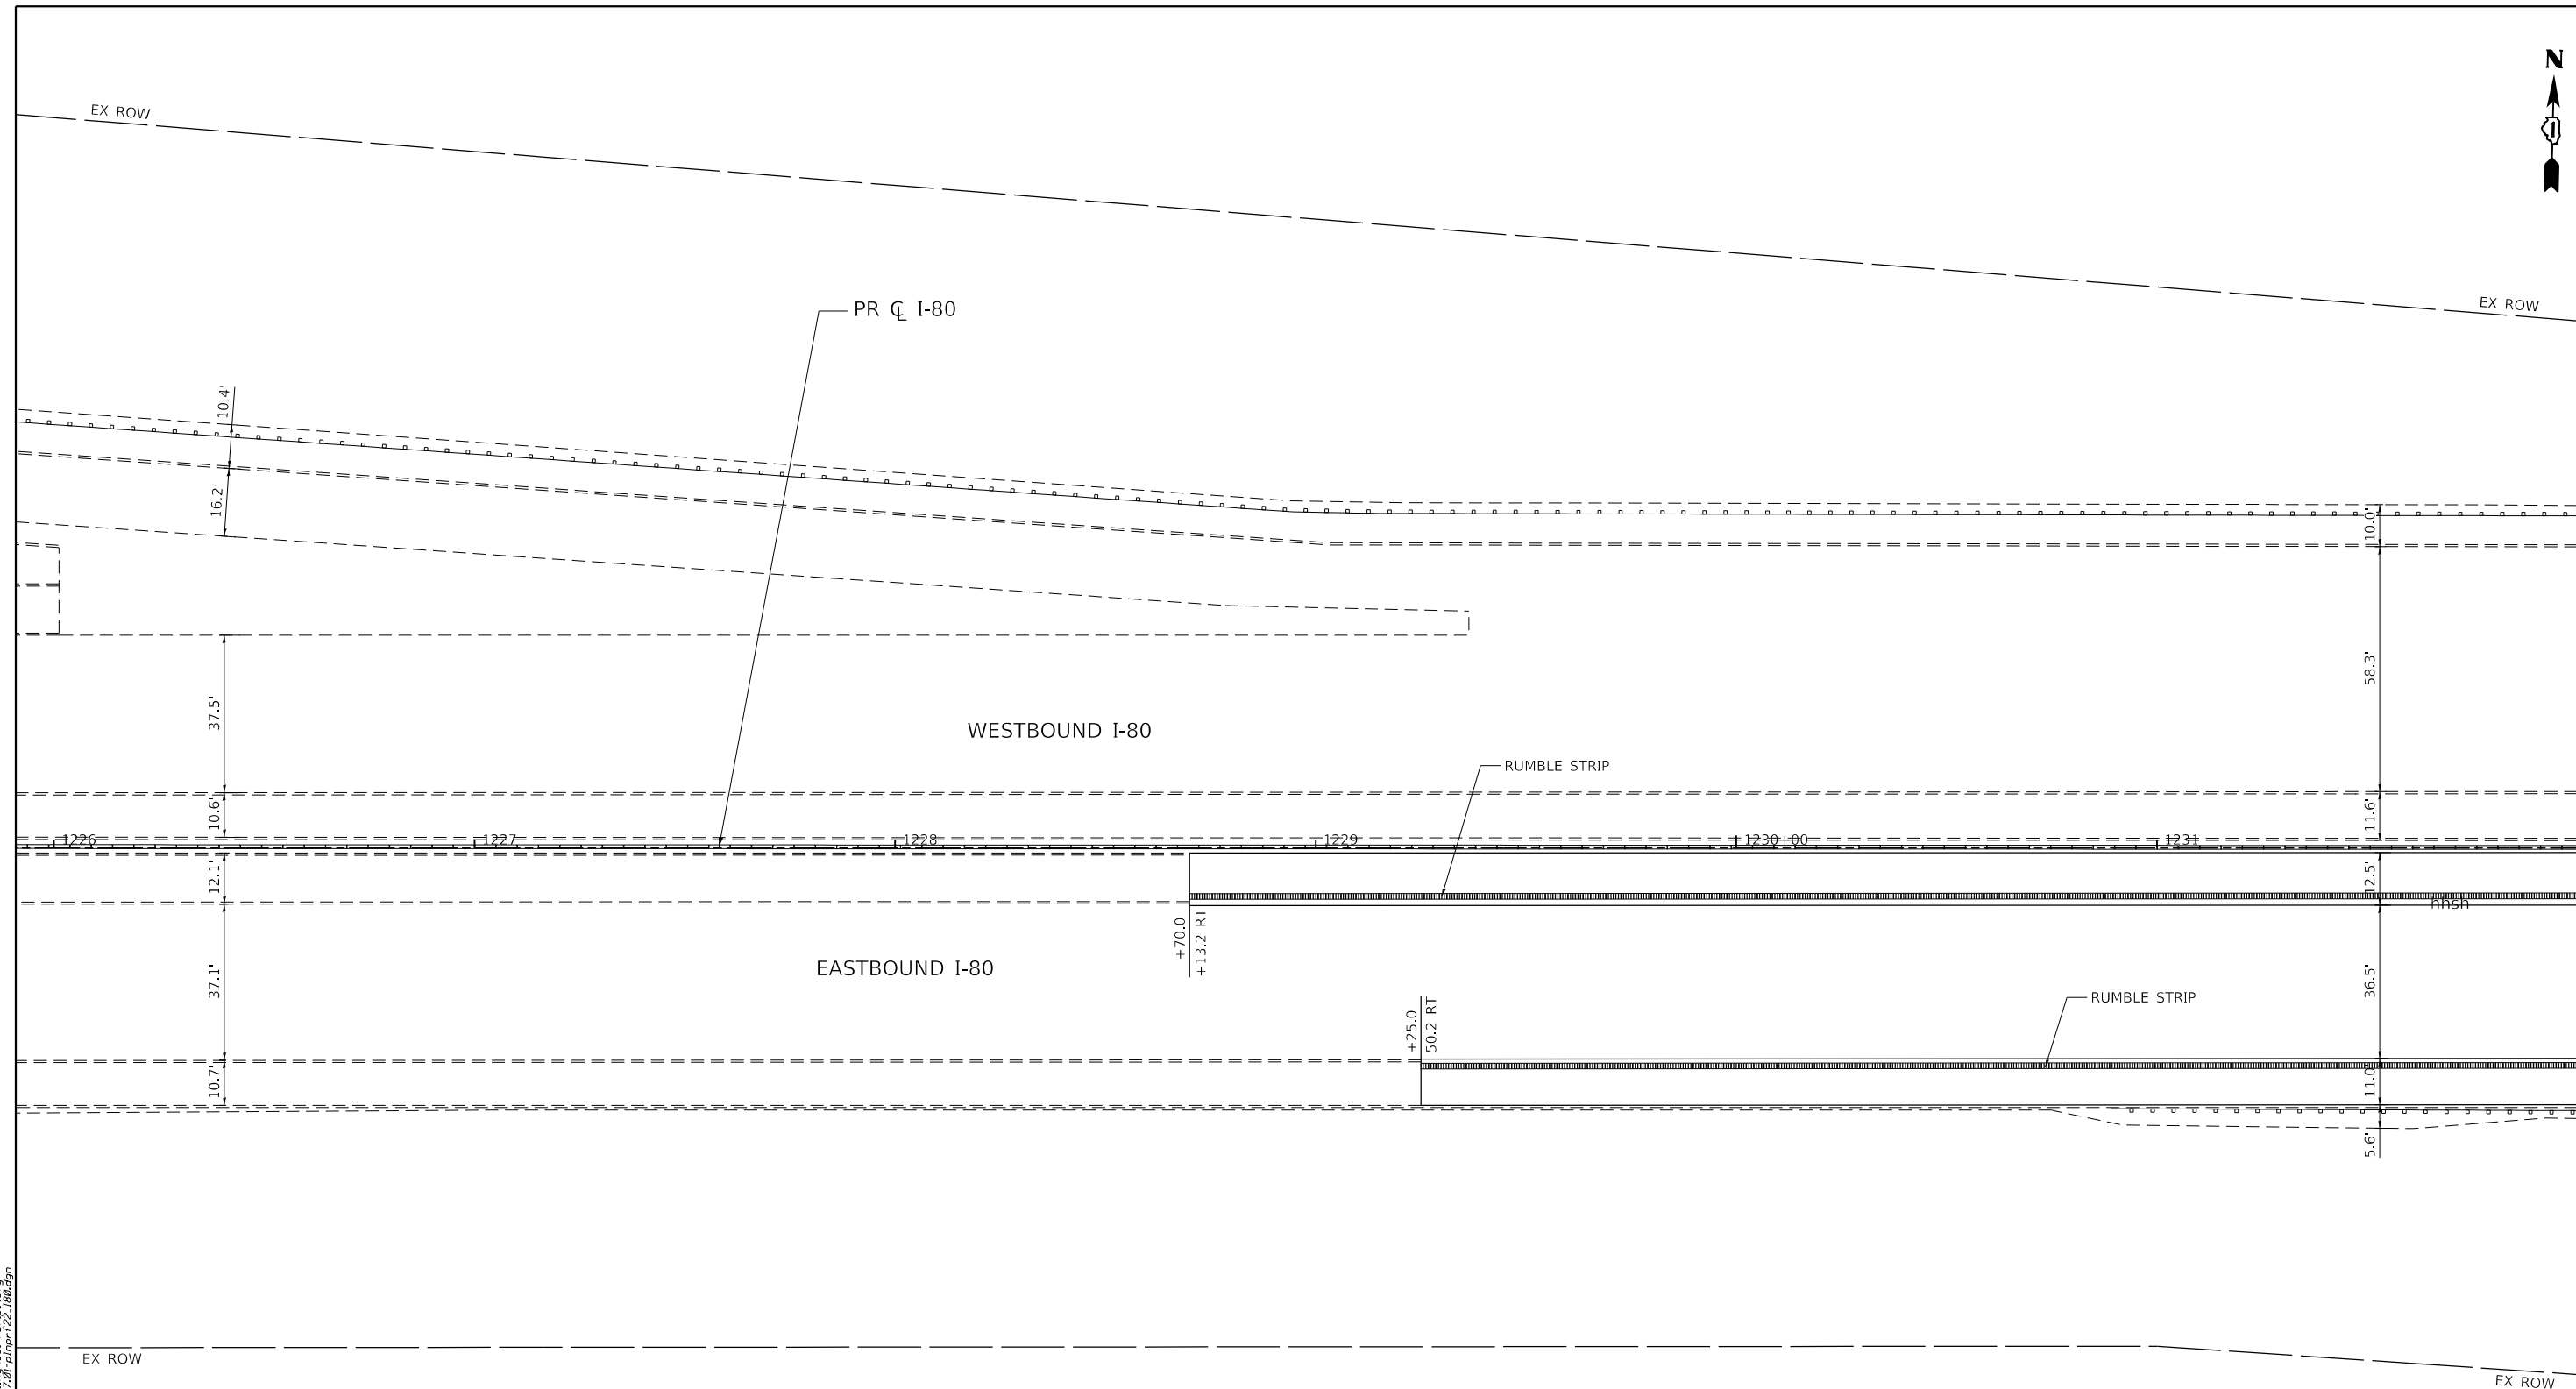 N
1
EX ROW
EX ROW
PR ℄ I-80
10.4'
16.2'
10.0'
58.3'
37.5'
WESTBOUND I-80
RUMBLE STRIP
10.6'
11.6'
1226
1227
1228
1229
1230+00
1231
12.1'
12.5'
hhsh
+70.0
+13.2 RT
37.1'
EASTBOUND I-80
36.5'
+25.0
50.2 RT
RUMBLE STRIP
10.7'
11.0'
5.6'
EX ROW
EX ROW